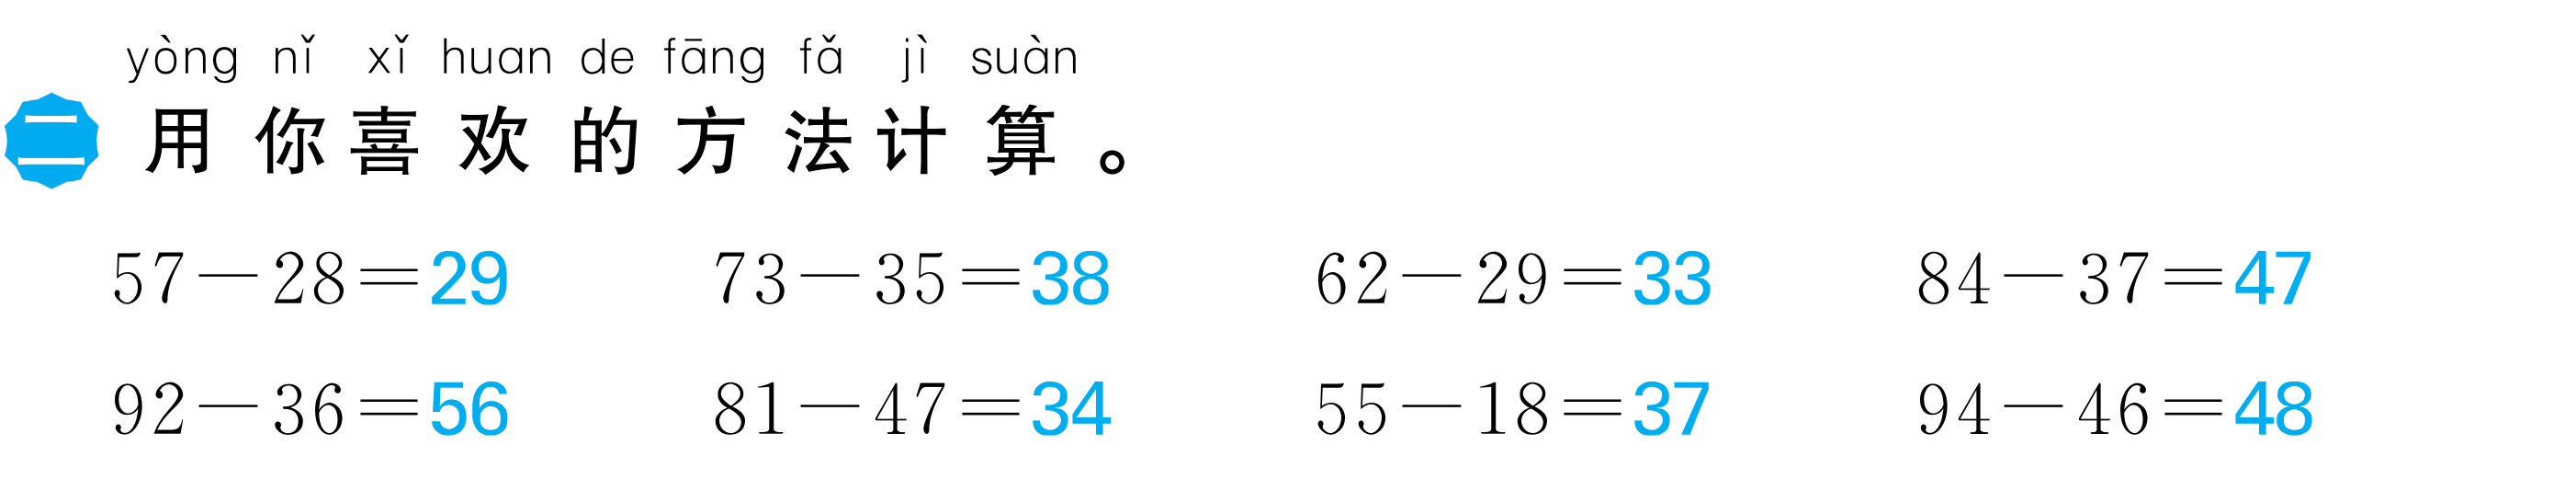 yòng nǐ xǐ huan de fāng fǎ jì suàn
二 用你喜欢的方法计算。
57－28＝29 73－35＝38 62－29＝33 84－37＝47
92－36＝56 81－47＝34 55－18＝37 94－46＝48